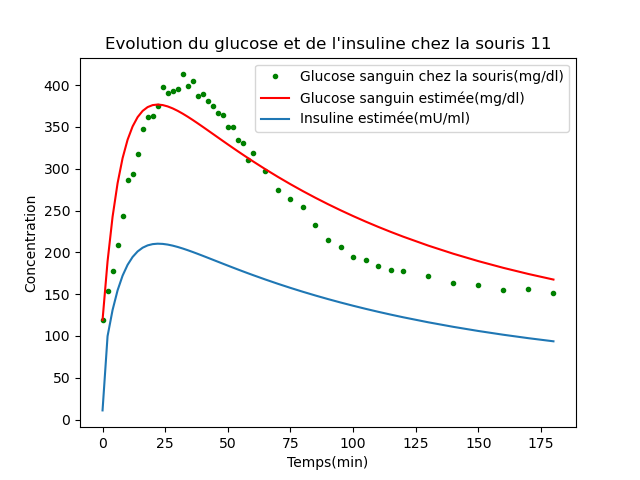 Evolution du glucose et de l'insuline chez la souris 11
Glucose sanguin chez la souris(mg/dl)
Glucose sanguin estimée(mg/dl)
Insuline estimée(mU/ml)
400
350
300
250
200
150
100
50
0
Concentration
0 25 50 75 100 125 150 175
Temps(min)